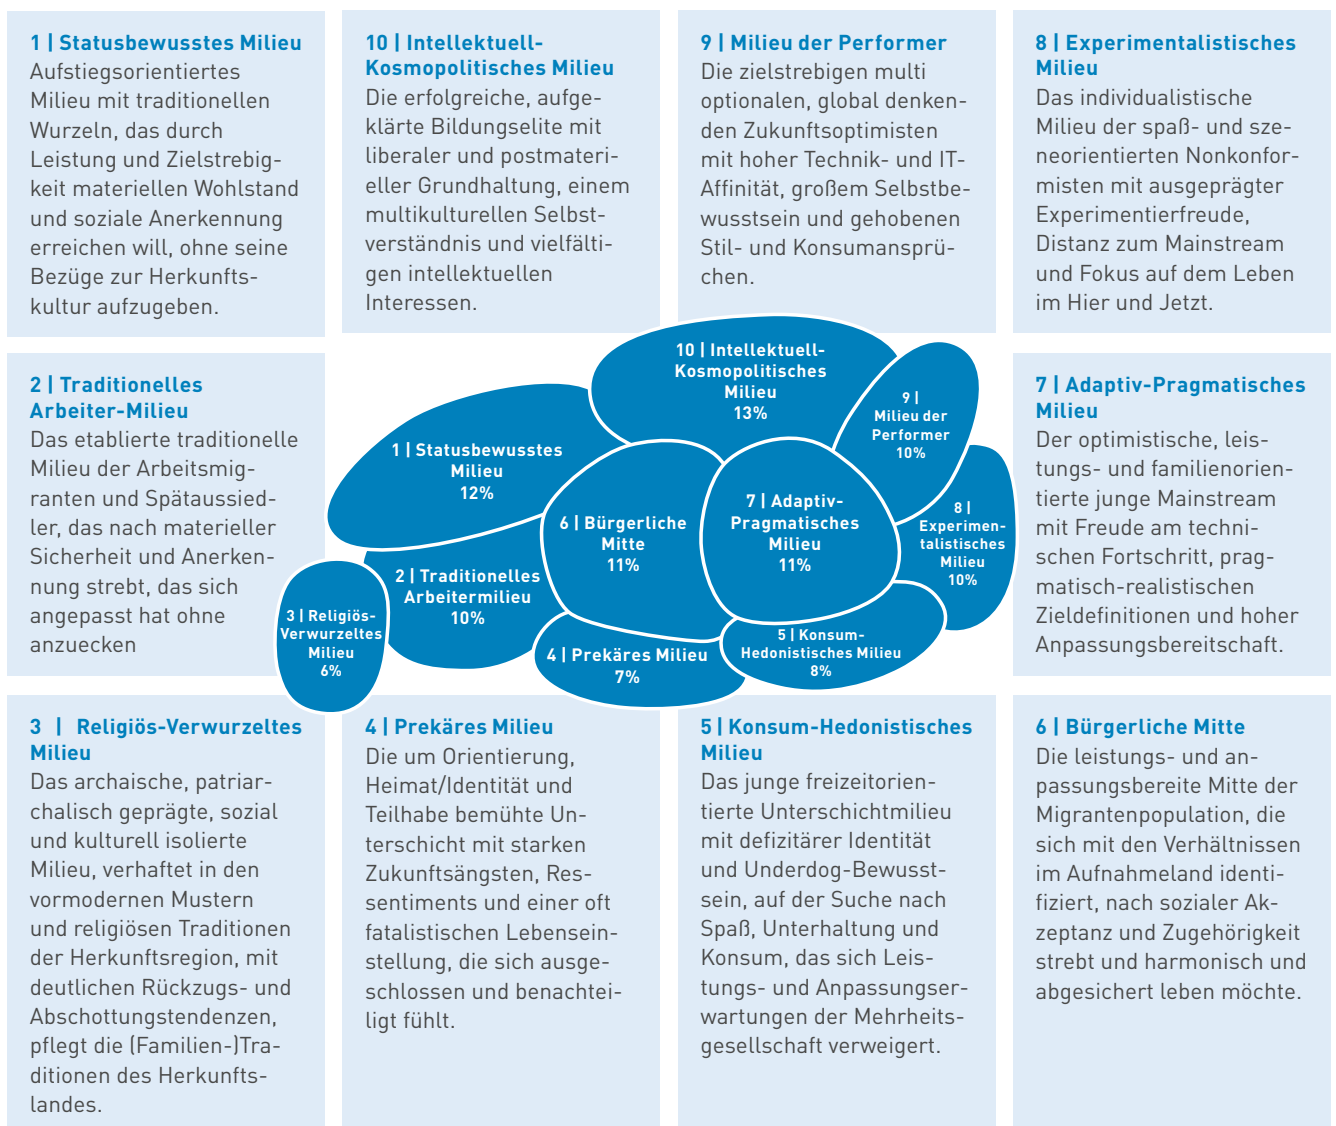 1 | Statusbewusstes Milieu
Aufstiegsorientiertes
Milieu mit traditionellen
Wurzeln, das durch
Leistung und Zielstrebig-
keit materiellen Wohlstand
und soziale Anerkennung
erreichen will, ohne seine
Bezüge zur Herkunfts-
kultur aufzugeben.
10 | Intellektuell-
Kosmopolitisches Milieu
Die erfolgreiche, aufge-
klärte Bildungselite mit
liberaler und postmateri-
eller Grundhaltung, einem
multikulturellen Selbst-
verständnis und vielfälti-
gen intellektuellen
Interessen.
9 | Milieu der Performer
Die zielstrebigen multi
optionalen, global denken-
den Zukunftsoptimisten
mit hoher Technik- und IT-
Affinität, großem Selbstbe-
wusstsein und gehobenen
Stil- und Konsumansprü-
chen.
8 | Experimentalistisches
Milieu
Das individualistische
Milieu der spaß- und sze-
neorientierten Nonkonfor-
misten mit ausgeprägter
Experimentierfreude,
Distanz zum Mainstream
und Fokus auf dem Leben
im Hier und Jetzt.
2 | Traditionelles
Arbeiter-Milieu
Das etablierte traditionelle
Milieu der Arbeitsmig-
ranten und Spätaussied-
ler, das nach materieller
Sicherheit und Anerken-
nung strebt, das sich
angepasst hat ohne
anzuecken
10 | Intellektuell-
Kosmopolitisches
Milieu
13%
9 |
Milieu der
Performer
10%
1 | Statusbewusstes
Milieu
12%
6 | Bürgerliche
Mitte
11%
7 | Adaptiv-
Pragmatisches
Milieu
11%
8 |
Experimen-
talistisches
Milieu
10%
2 | Traditionelles
Arbeitermilieu
10%
3 | Religiös-
Verwurzeltes
Milieu
6%
4 | Prekäres Milieu
7%
5 | Konsum-
Hedonistisches Milieu
8%
7 | Adaptiv-Pragmatisches
Milieu
Der optimistische, leis-
tungs- und familienorien-
tierte junge Mainstream
mit Freude am techni-
schen Fortschritt, prag-
matisch-realistischen
Zieldefinitionen und hoher
Anpassungsbereitschaft.
3 | Religiös-Verwurzeltes
Milieu
Das archaische, patriar-
chalisch geprägte, sozial
und kulturell isolierte
Milieu, verhaftet in den
vormodernen Mustern
und religiösen Traditionen
der Herkunftsregion, mit
deutlichen Rückzugs- und
Abschottungstendenzen,
pflegt die (Familien-)Tra-
ditionen des Herkunfts-
landes.
4 | Prekäres Milieu
Die um Orientierung,
Heimat/Identität und
Teilhabe bemühte Un-
terschicht mit starken
Zukunftsängsten, Res-
sentiments und einer oft
fatalistischen Lebensein-
stellung, die sich ausge-
schlossen und benachtei-
ligt fühlt.
5 | Konsum-Hedonistisches
Milieu
Das junge freizeitorien-
tierte Unterschichtmilieu
mit defizitärer Identität
und Underdog-Bewusst-
sein, auf der Suche nach
Spaß, Unterhaltung und
Konsum, das sich Leis-
tungs- und Anpassungser-
wartungen der Mehrheits-
gesellschaft verweigert.
6 | Bürgerliche Mitte
Die leistungs- und an-
passungsbereite Mitte der
Migrantenpopulation, die
sich mit den Verhältnissen
im Aufnahmeland identi-
fiziert, nach sozialer Ak-
zeptanz und Zugehörigkeit
strebt und harmonisch und
abgesichert leben möchte.